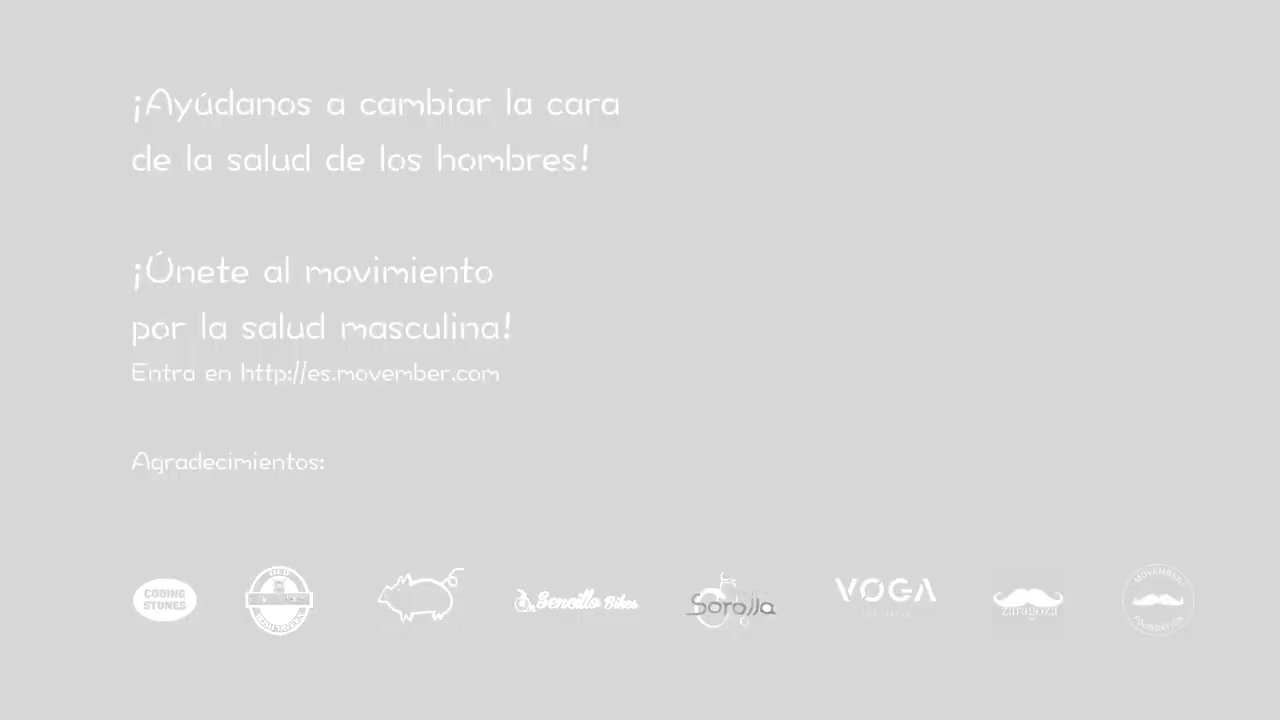 ¡Ayúdanos a cambiar la cara
de la salud de los hombres!
¡Únete al movimiento
por la salud masculina!
Entra en http://es.movember.com
Agradecimientos:
CODING
STONES
OLD
Sencillo Bikes
Sorolla
VOGA
zaragoza
MOVEMBER
FOUNDATION